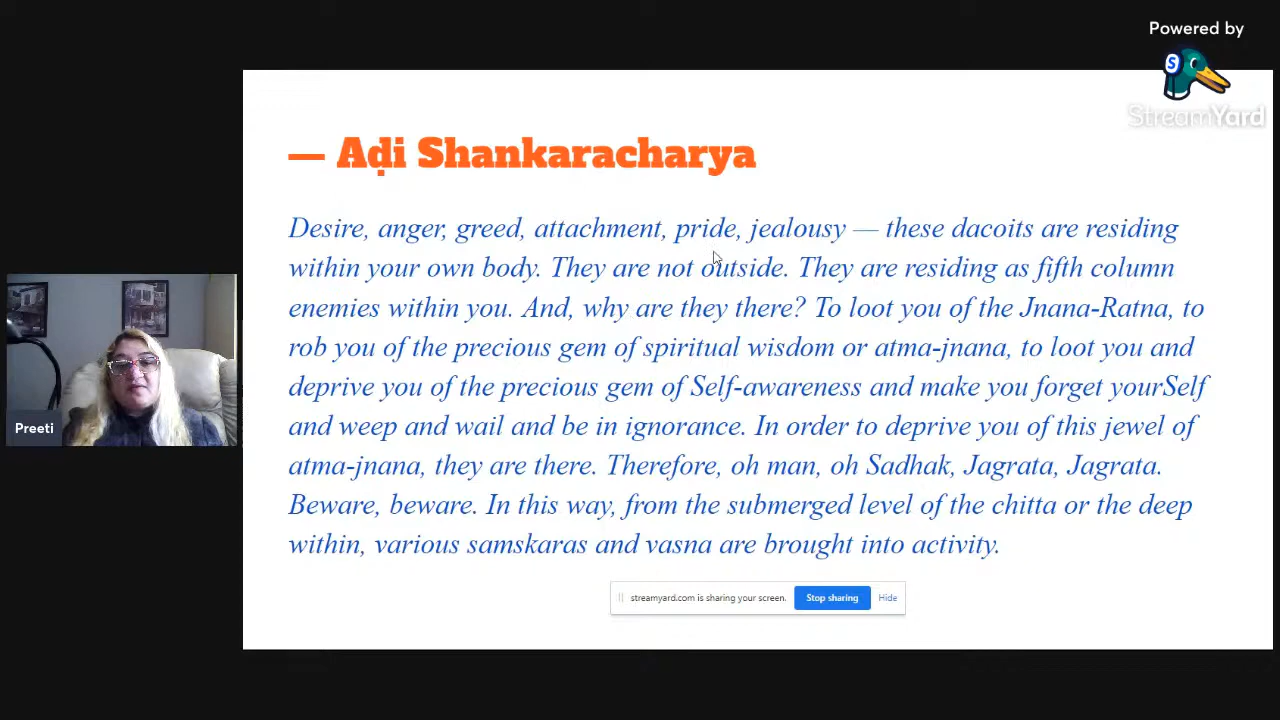 Powered by
StreamYard
— Aḍi Shankaracharya
Desire, anger, greed, attachment, pride, jealousy — these dacoits are residing
within your own body. They are not outside. They are residing as fifth column
enemies within you. And, why are they there? To loot you of the Jnana-Ratna, to
rob you of the precious gem of spiritual wisdom or atma-jnana, to loot you and
deprive you of the precious gem of Self-awareness and make you forget yourSelf
and weep and wail and be in ignorance. In order to deprive you of this jewel of
atma-jnana, they are there. Therefore, oh man, oh Sadhak, Jagrata, Jagrata.
Beware, beware. In this way, from the submerged level of the chitta or the deep
within, various samskaras and vasna are brought into activity.
Preeti
streamyard.com is sharing your screen. Stop sharing Hide